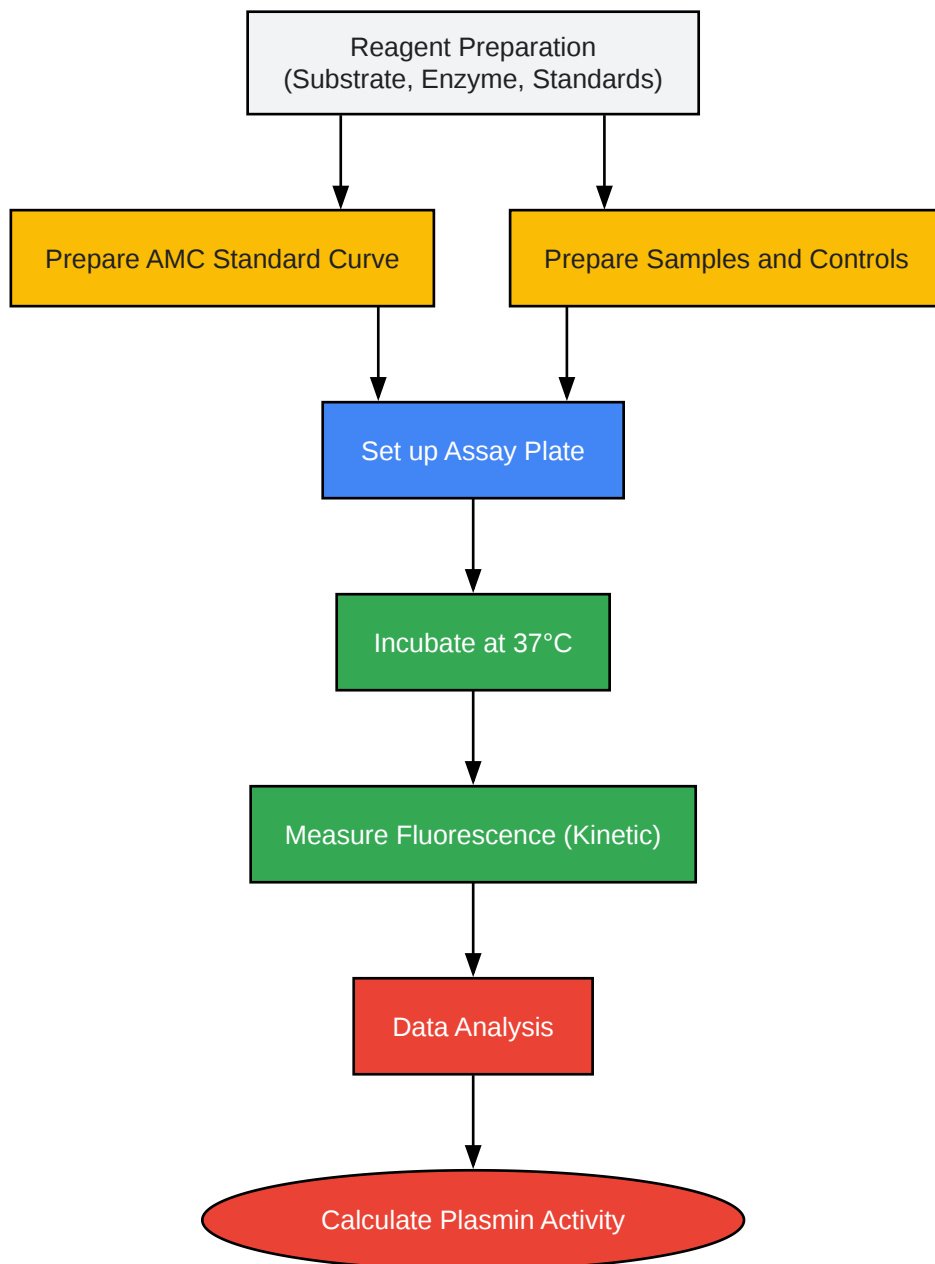 Reagent Preparation
(Substrate, Enzyme, Standards)
Prepare AMC Standard Curve
Prepare Samples and Controls
Set up Assay Plate
Incubate at 37°C
Measure Fluorescence (Kinetic)
Data Analysis
Calculate Plasmin Activity